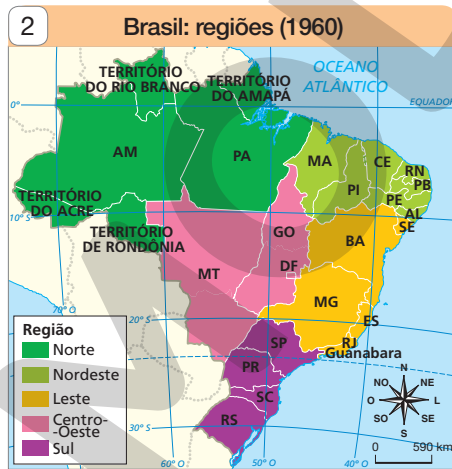 2
Brasil: regiões (1960)
OCEANO
ATLÂNTICO
TERRITÓRIO
DO RIO BRANCO
TERRITÓRIO
DO AMAPÁ
0°
EQUADOR
AM
PA
MA
CE
RN
PB
PI
PE
AL
SE
TERRITÓRIO
DO ACRE
10° S
10° S
TERRITÓRIO
DE RONDÔNIA
GO
BA
MT
DF
70° O
MG
ES
20° S
20° S
SP
RJ
Guanabara
PR
SC
RS
30° S
30° S
60° O
50° O
40° O
Região
Norte
Nordeste
Leste
Centro-
-Oeste
Sul
N
NO
NE
O
L
SO
SE
S
0
590 km